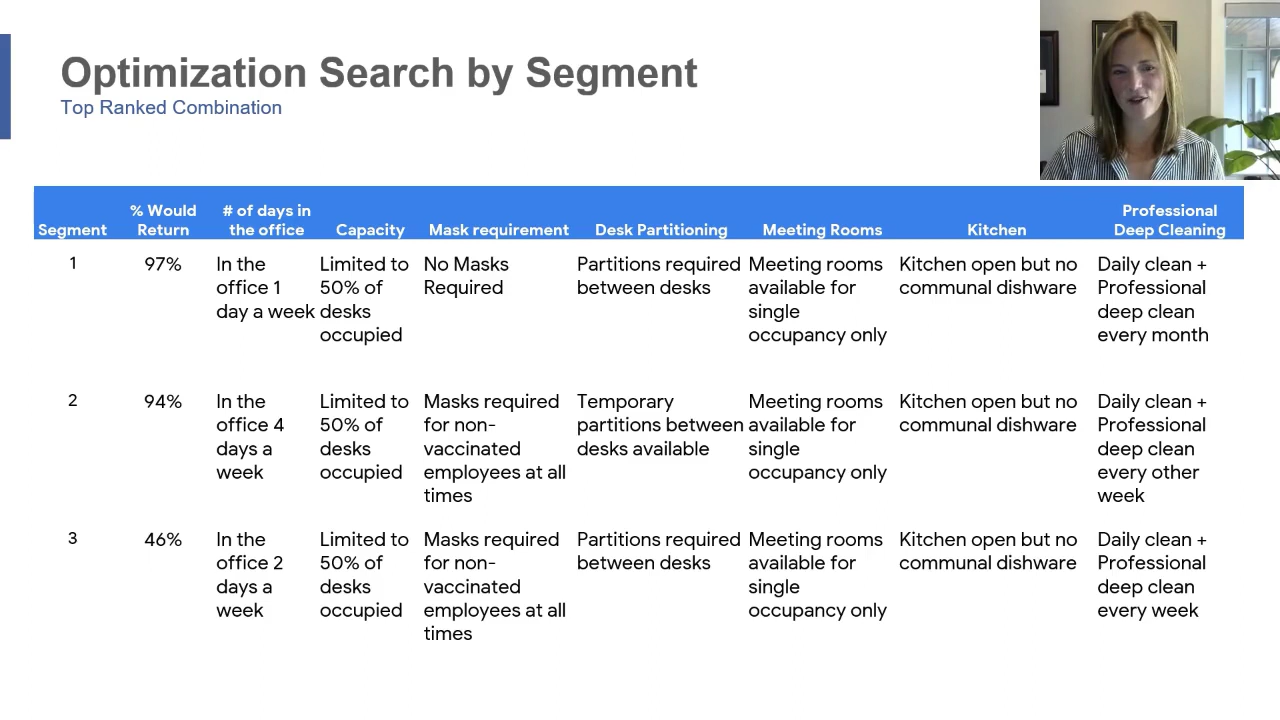 Optimization Search by Segment
Top Ranked Combination
Segment
% Would
Return
# of days in
the office
Capacity
Mask requirement
Desk Partitioning
Meeting Rooms
Kitchen
Professional
Deep Cleaning
1
97%
In the
office 1
day a week
Limited to
50% of
desks
occupied
No Masks
Required
Partitions required
between desks
Meeting rooms
available for
single
occupancy only
Kitchen open but no
communal dishware
Daily clean +
Professional
deep clean
every month
2
94%
In the
office 4
days a
week
Limited to
50% of
desks
occupied
Masks required
for non-
vaccinated
employees at all
times
Temporary
partitions between
desks available
Meeting rooms
available for
single
occupancy only
Kitchen open but no
communal dishware
Daily clean +
Professional
deep clean
every other
week
3
46%
In the
office 2
days a
week
Limited to
50% of
desks
occupied
Masks required
for non-
vaccinated
employees at all
times
Partitions required
between desks
Meeting rooms
available for
single
occupancy only
Kitchen open but no
communal dishware
Daily clean +
Professional
deep clean
every week